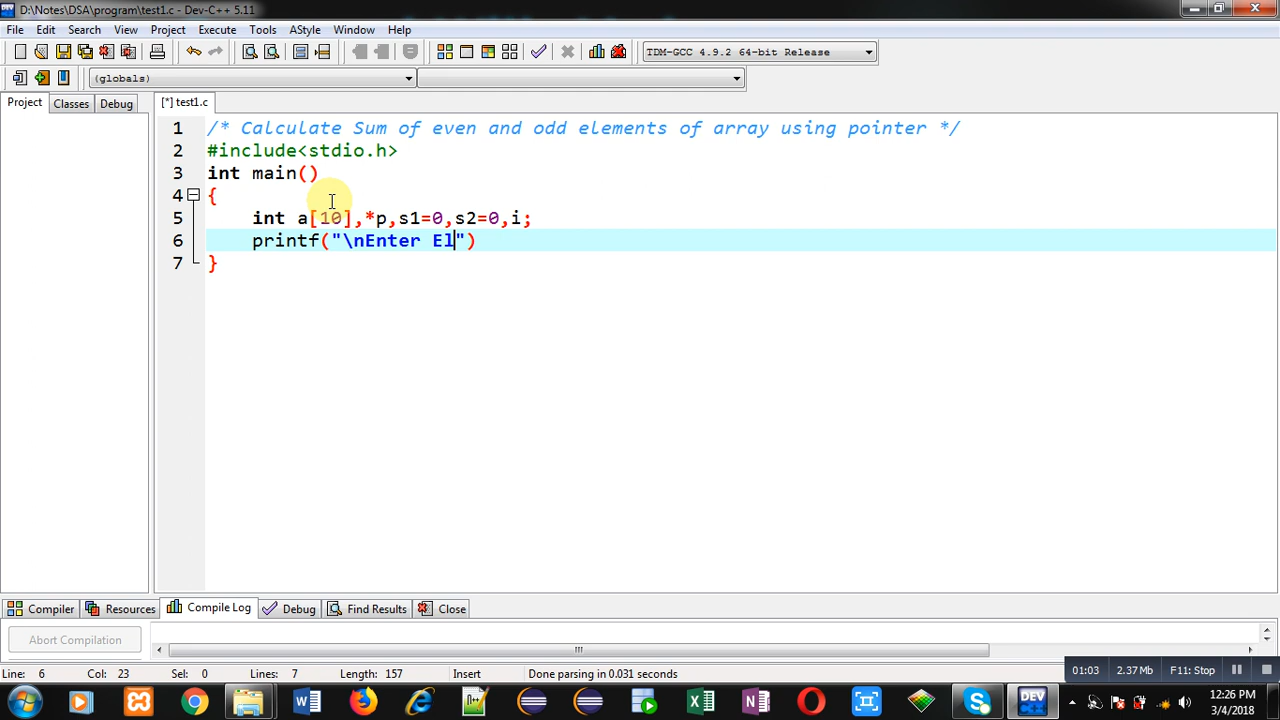 D:\Notes\DSA\program\test1.c - Dev-C++ 5.11
File Edit Search View Project Execute Tools AStyle Window Help
TDM-GCC 4.9.2 64-bit Release
(globals)
Project Classes Debug [*] test1.c
1 /* Calculate Sum of even and odd elements of array using pointer */
2 #include<stdio.h>
3 int main()
4 {
5 int a[10],*p,s1=0,s2=0,i;
6 printf("\nEnter El")
7 }
Compiler Resources Compile Log Debug Find Results Close
Abort Compilation
Line: 6 Col: 23 Sel: 0 Lines: 7 Length: 157 Insert Done parsing in 0.031 seconds
01:03 2.37 Mb F11: Stop
12:26 PM
3/4/2018